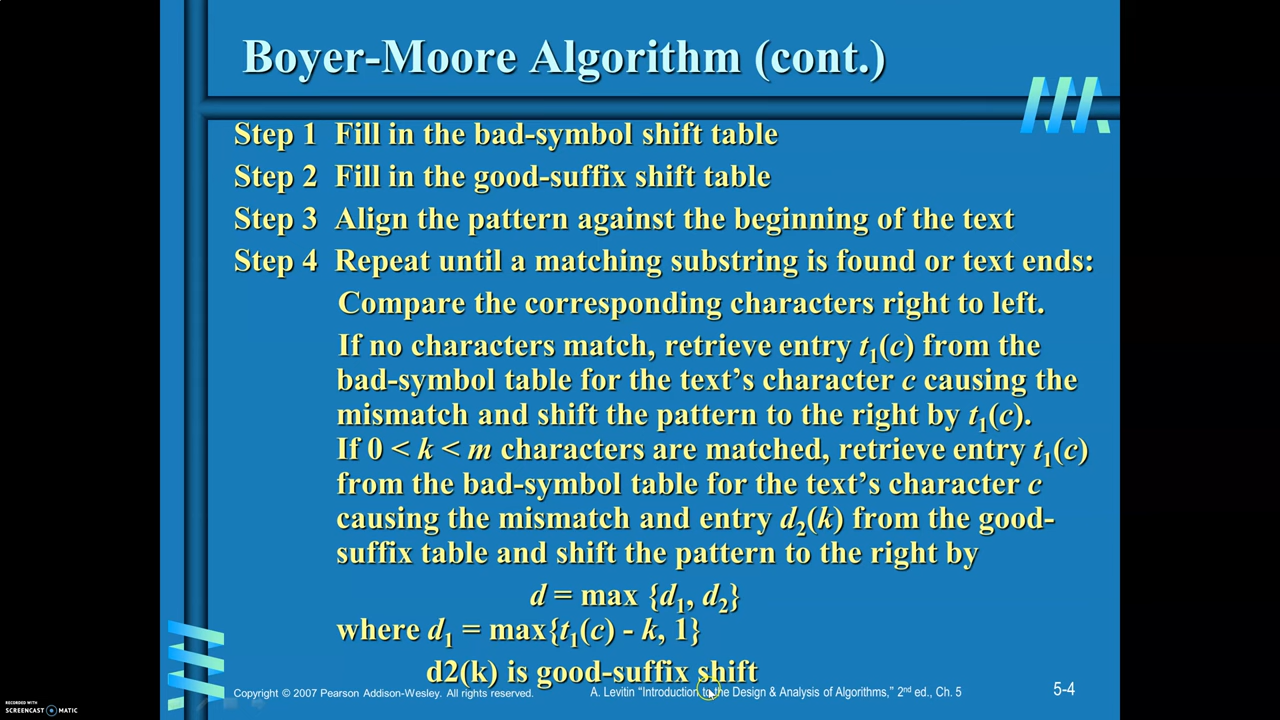 Boyer-Moore Algorithm (cont.)
Step 1 Fill in the bad-symbol shift table
Step 2 Fill in the good-suffix shift table
Step 3 Align the pattern against the beginning of the text
Step 4 Repeat until a matching substring is found or text ends:
Compare the corresponding characters right to left.
If no characters match, retrieve entry t1(c) from the
bad-symbol table for the text’s character c causing the
mismatch and shift the pattern to the right by t1(c).
If 0 < k < m characters are matched, retrieve entry t1(c)
from the bad-symbol table for the text’s character c
causing the mismatch and entry d2(k) from the good-
suffix table and shift the pattern to the right by
d = max {d1, d2}
where d1 = max{t1(c) - k, 1}
d2(k) is good-suffix shift
Copyright © 2007 Pearson Addison-Wesley. All rights reserved.
A. Levitin “Introduction to the Design & Analysis of Algorithms,” 2nd ed., Ch. 5
5-4
RECORDED WITH
SCREENCAST MATIC